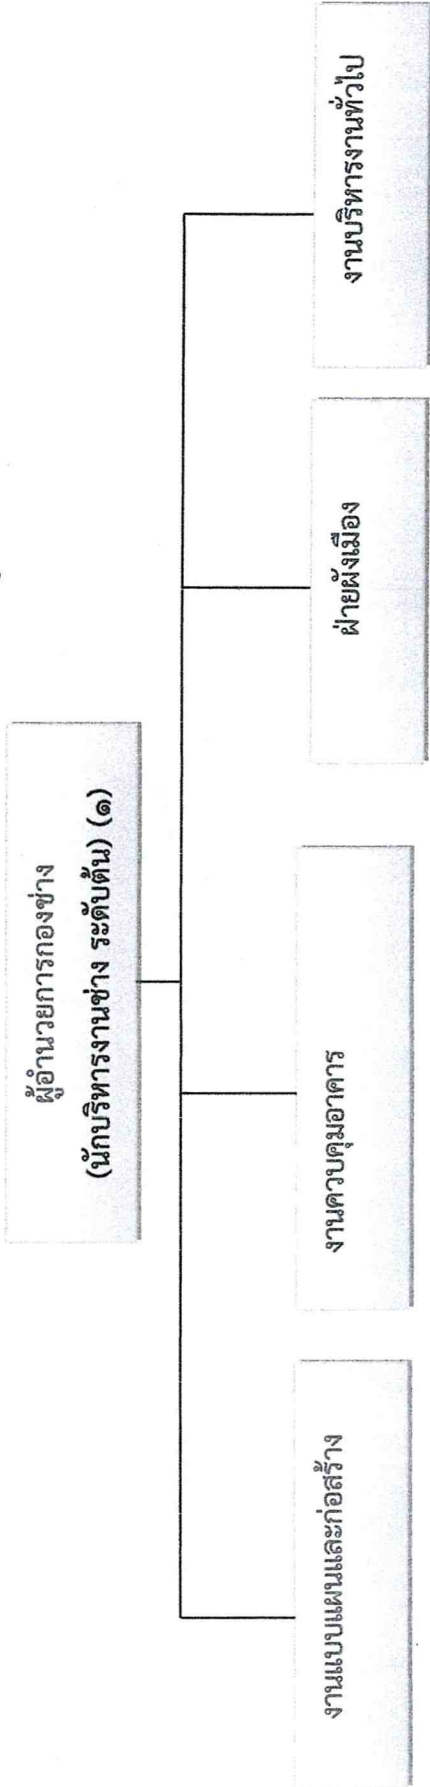 ผู้อำนวยการกองช่าง
(นักบริหารงานช่าง ระดับต้น) (๑)
งานแบบแผนและก่อสร้าง
งานควบคุมอาคาร
ฝ่ายผังเมือง
งานบริหารงานทั่วไป